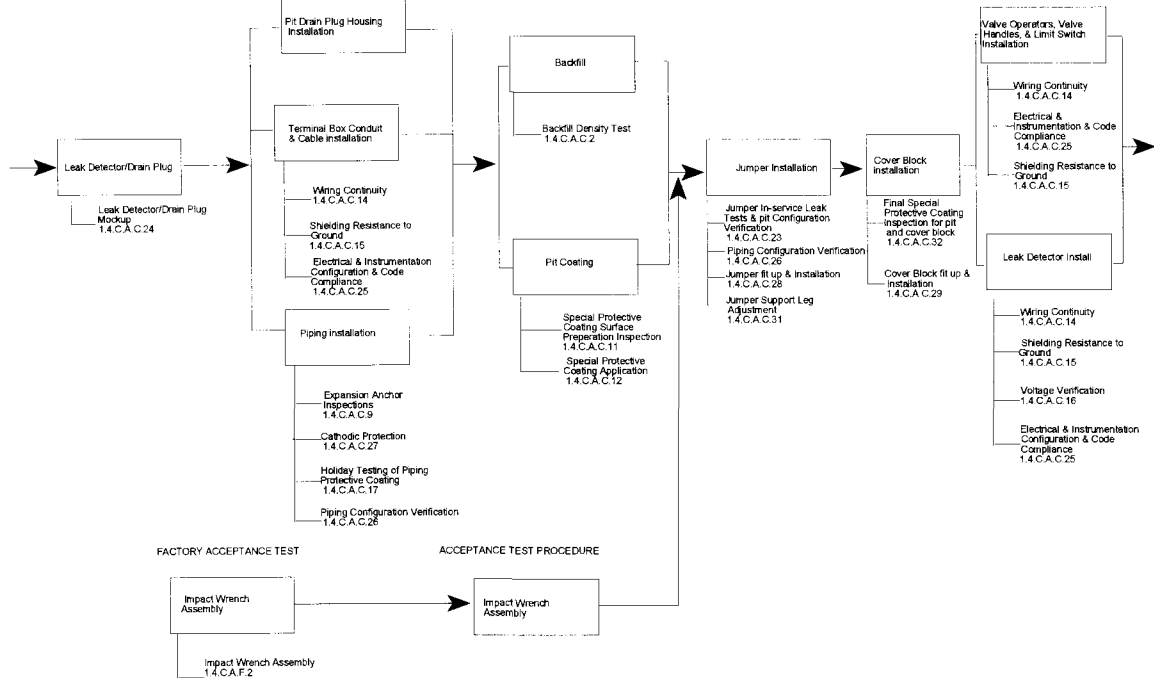 Pit Drain Plug Housing
Installation
Terminal Box Conduit
& Cable Installation
Wiring Continuity
1.4.C.A.C.14
Shielding Resistance to
Ground
1.4.C.A.C.15
Electrical & Instrumentation
Configuration & Code
Compliance
1.4.C.A.C.25
Leak Detector/Drain Plug
Leak Detector/Drain Plug
Mockup
1.4.C.A.C.24
Piping installation
Expansion Anchor
Inspections
1.4.C.A.C.9
Cathodic Protection
1.4.C.A.C.27
Holiday Testing of Piping
Protective Coating
1.4.C.A.C.17
Piping Configuration Verification
1.4.C.A.C.26
Backfill
Backfill Density Test
1.4.C.A.C.2
Pit Coating
Special Protective
Coating Surface
Preperation Inspection
1.4.C.A.C.11
Special Protective
Coating Application
1.4.C.A.C.12
Jumper Installation
Jumper In-service Leak
Tests & pit Configuration
Verification
1.4.C.A.C.23
Piping Configuration Verification
1.4.C.A.C.26
Jumper fit up & Installation
1.4.C.A.C.28
Jumper Support Leg
Adjustment
1.4.C.A.C.31
Cover Block
installation
Final Special
Protective Coating
Inspection for pit
and cover block
1.4.C.A.C.32
Cover Block fit up &
Installation
1.4.C.A.C.29
Valve Operators, Valve
Handles, & Limit Switch
Installation
Wiring Continuity
1.4.C.A.C.14
Electrical &
Instrumentation & Code
Compliance
1.4.C.A.C.25
Shielding Resistance to
Ground
1.4.C.A.C.15
Leak Detector Install
Wiring Continuity
1.4.C.A.C.14
Shielding Resistance to
Ground
1.4.C.A.C.15
Voltage Verification
1.4.C.A.C.16
Electrical & Instrumentation
Configuration & Code
Compliance
1.4.C.A.C.25
FACTORY ACCEPTANCE TEST
Impact Wrench
Assembly
Impact Wrench Assembly
1.4.C.A.F.2
ACCEPTANCE TEST PROCEDURE
Impact Wrench
Assembly